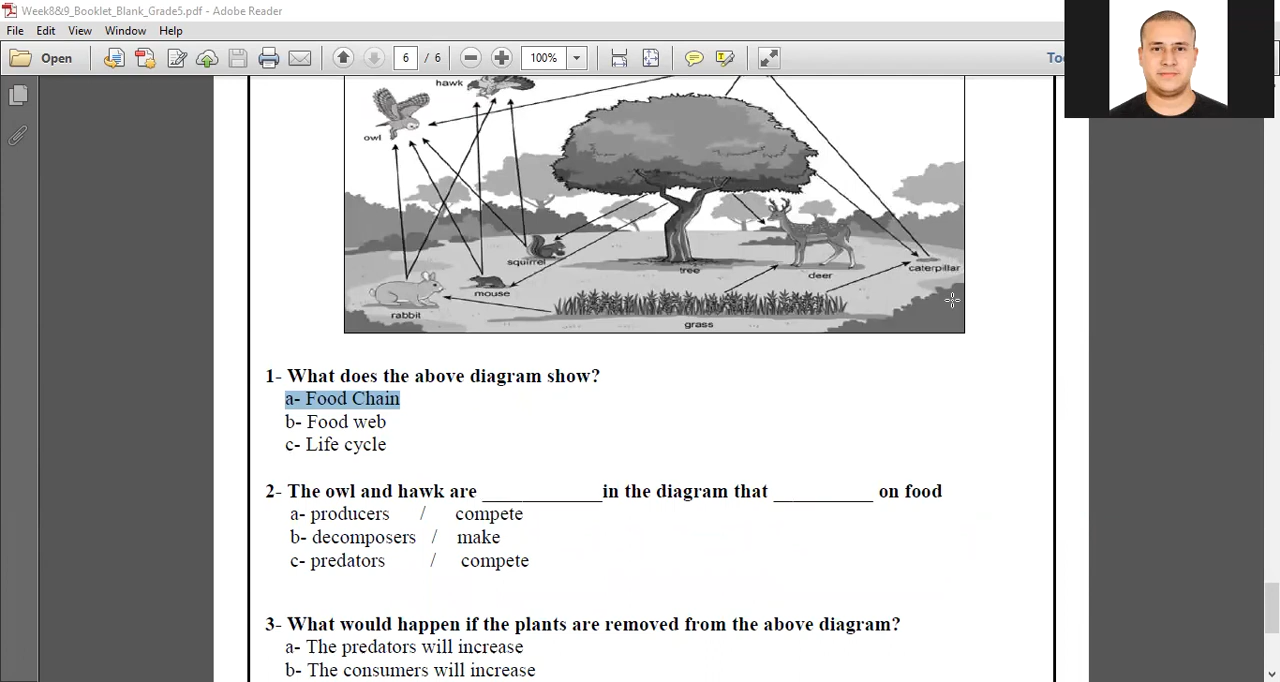 Week8&9_Booklet_Blank_Grade5.pdf - Adobe Reader
File Edit View Window Help
Open 6 / 6 100% To
hawk
owl
squirrel
tree
deer
caterpillar
mouse
rabbit
grass
1- What does the above diagram show?
a- Food Chain
b- Food web
c- Life cycle
2- The owl and hawk are ____________in the diagram that __________ on food
a- producers / compete
b- decomposers / make
c- predators / compete
3- What would happen if the plants are removed from the above diagram?
a- The predators will increase
b- The consumers will increase